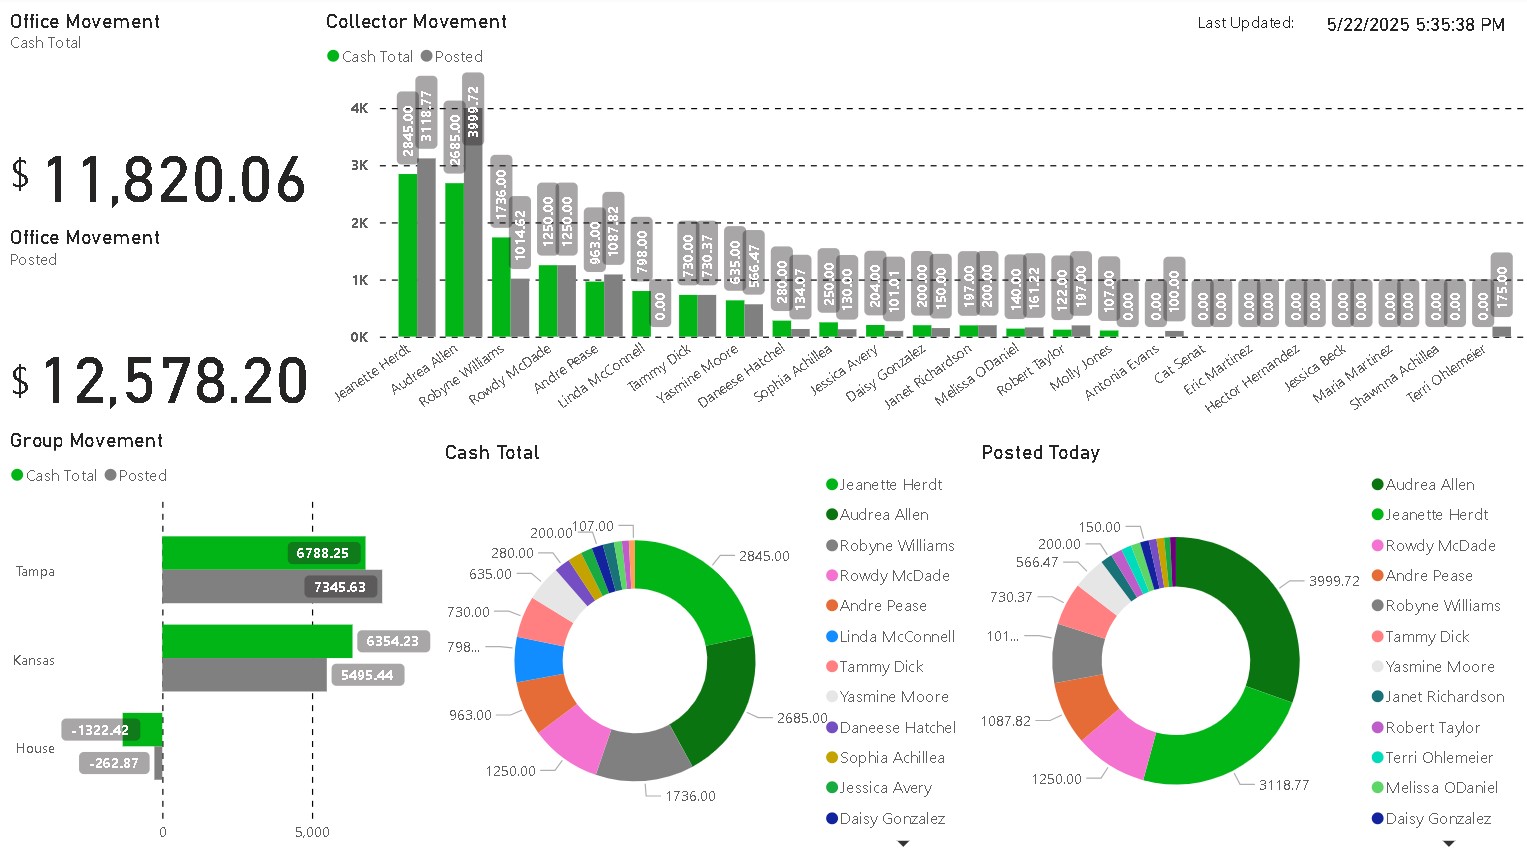 Office Movement
Cash Total
$ 11,820.06
Office Movement
Posted
$ 12,578.20
Collector Movement
Cash Total Posted
Last Updated: 5/22/2025 5:35:38 PM
4K
3K
2K
1K
0K
2845.00 3118.77
2685.00 3999.72
1736.00 1014.62
1250.00 1250.00
963.00 1087.82
798.00 0.00
730.00 730.37
635.00 566.47
280.00 134.07
250.00 130.00
204.00 101.01
200.00 150.00
197.00 200.00
140.00 161.22
122.00 197.00
107.00 0.00
0.00 100.00
0.00 0.00
0.00 0.00
0.00 0.00
0.00 0.00
0.00 0.00
0.00 0.00
0.00 175.00
Jeanette Herdt
Audrea Allen
Robyne Williams
Rowdy McDade
Andre Pease
Linda McConnell
Tammy Dick
Yasmine Moore
Daneese Hatchel
Sophia Achillea
Jessica Avery
Daisy Gonzalez
Janet Richardson
Melissa ODaniel
Robert Taylor
Molly Jones
Antonia Evans
Cat Senat
Eric Martinez
Hector Hernandez
Jessica Beck
Maria Martinez
Shawnna Achillea
Terri Ohlemeier
Group Movement
Cash Total Posted
Tampa
6788.25
7345.63
Kansas
6354.23
5495.44
House
-1322.42
-262.87
0
5,000
Cash Total
2845.00
2685.00
1736.00
1250.00
963.00
798...
730.00
635.00
280.00
200.00
107.00
Jeanette Herdt
Audrea Allen
Robyne Williams
Rowdy McDade
Andre Pease
Linda McConnell
Tammy Dick
Yasmine Moore
Daneese Hatchel
Sophia Achillea
Jessica Avery
Daisy Gonzalez
Posted Today
3999.72
3118.77
1250.00
1087.82
101...
730.37
566.47
200.00
150.00
Audrea Allen
Jeanette Herdt
Rowdy McDade
Andre Pease
Robyne Williams
Tammy Dick
Yasmine Moore
Janet Richardson
Robert Taylor
Terri Ohlemeier
Melissa ODaniel
Daisy Gonzalez